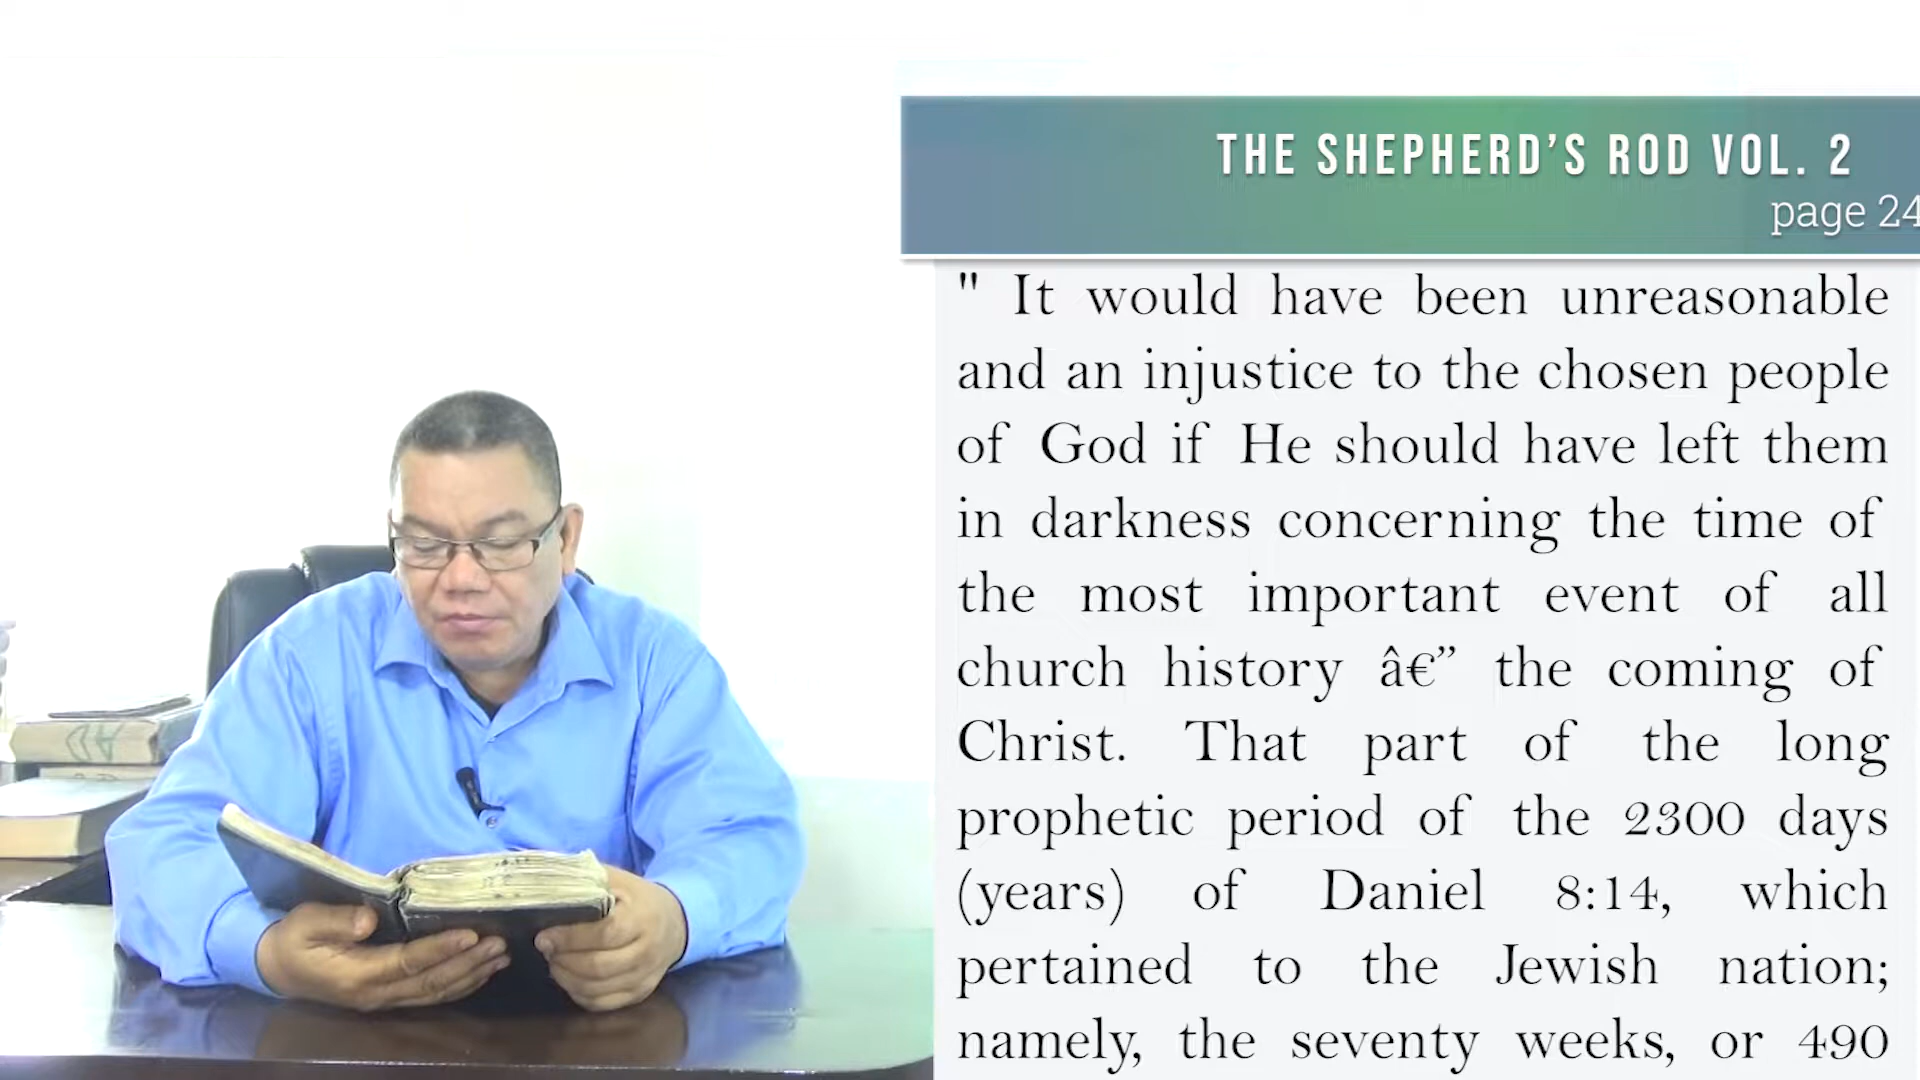 THE SHEPHERD’S ROD VOL. 2
page 24
" It would have been unreasonable
and an injustice to the chosen people
of God if He should have left them
in darkness concerning the time of
the most important event of all
church history â€” the coming of
Christ. That part of the long
prophetic period of the 2300 days
(years) of Daniel 8:14, which
pertained to the Jewish nation;
namely, the seventy weeks, or 490